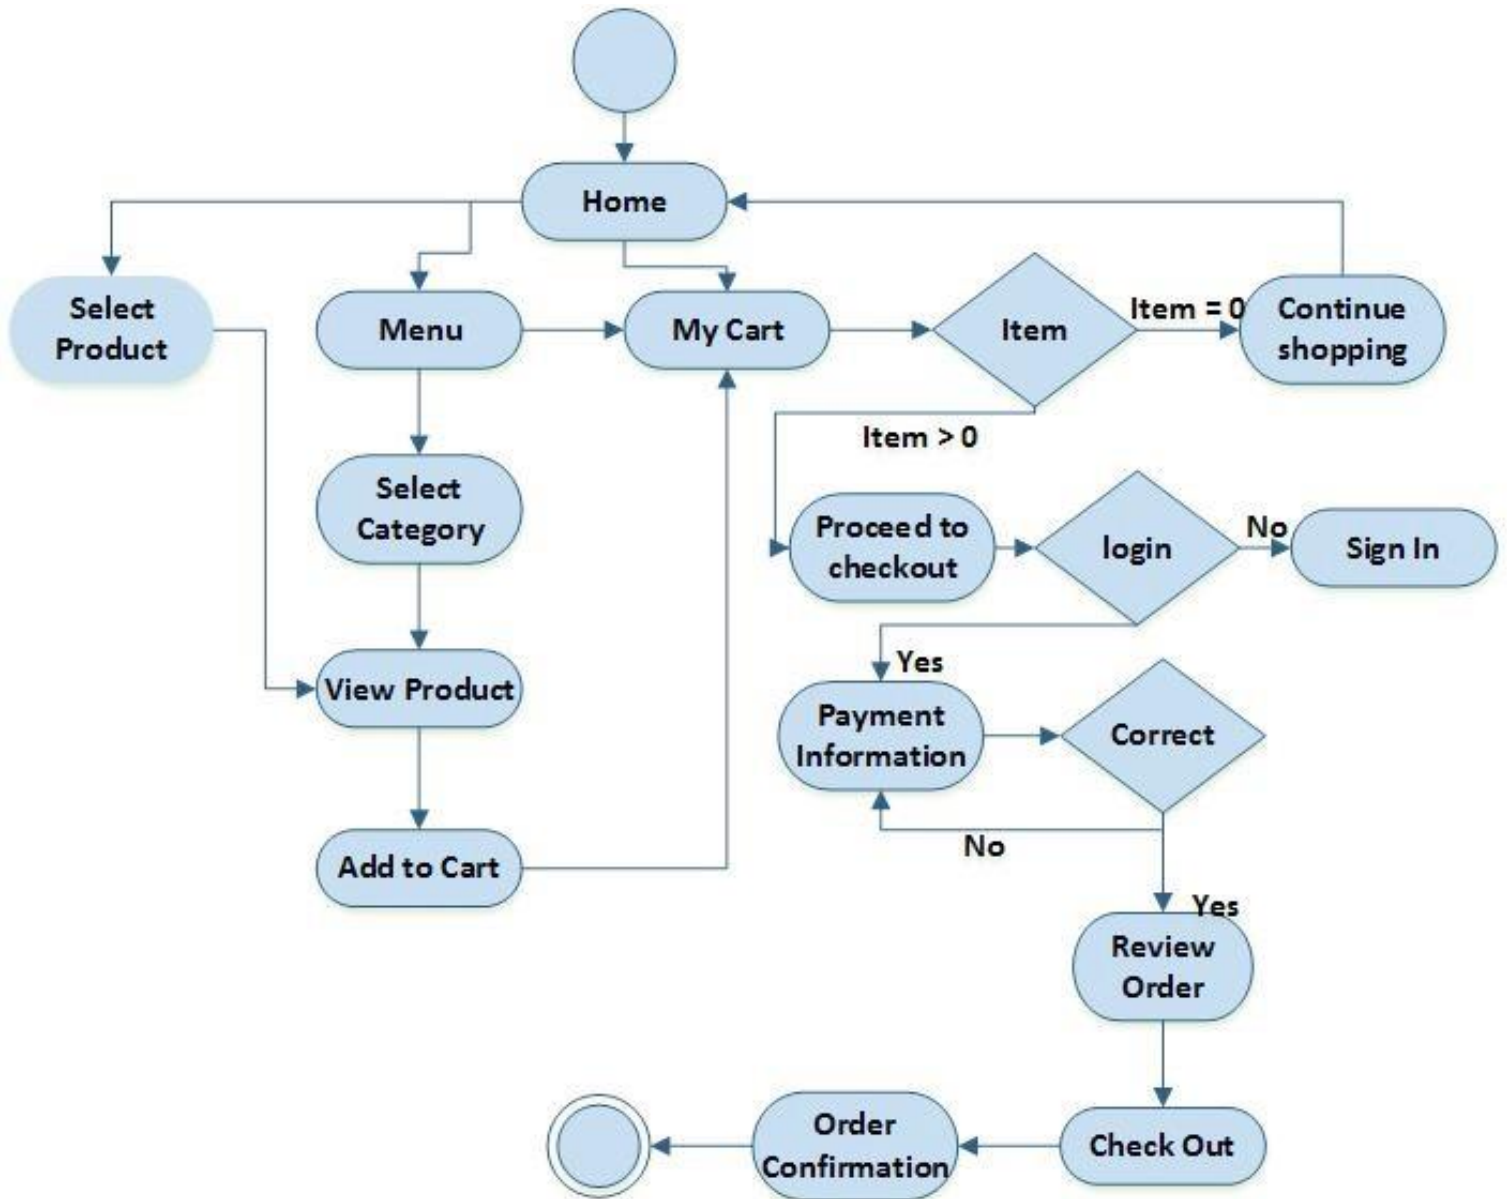 Home
Select
Product
Menu
My Cart
Item
Item = 0
Continue
shopping
Item > 0
Select
Category
Proceed to
checkout
login
No
Sign In
Yes
View Product
Payment
Information
Correct
No
Add to Cart
Yes
Review
Order
Order
Confirmation
Check Out